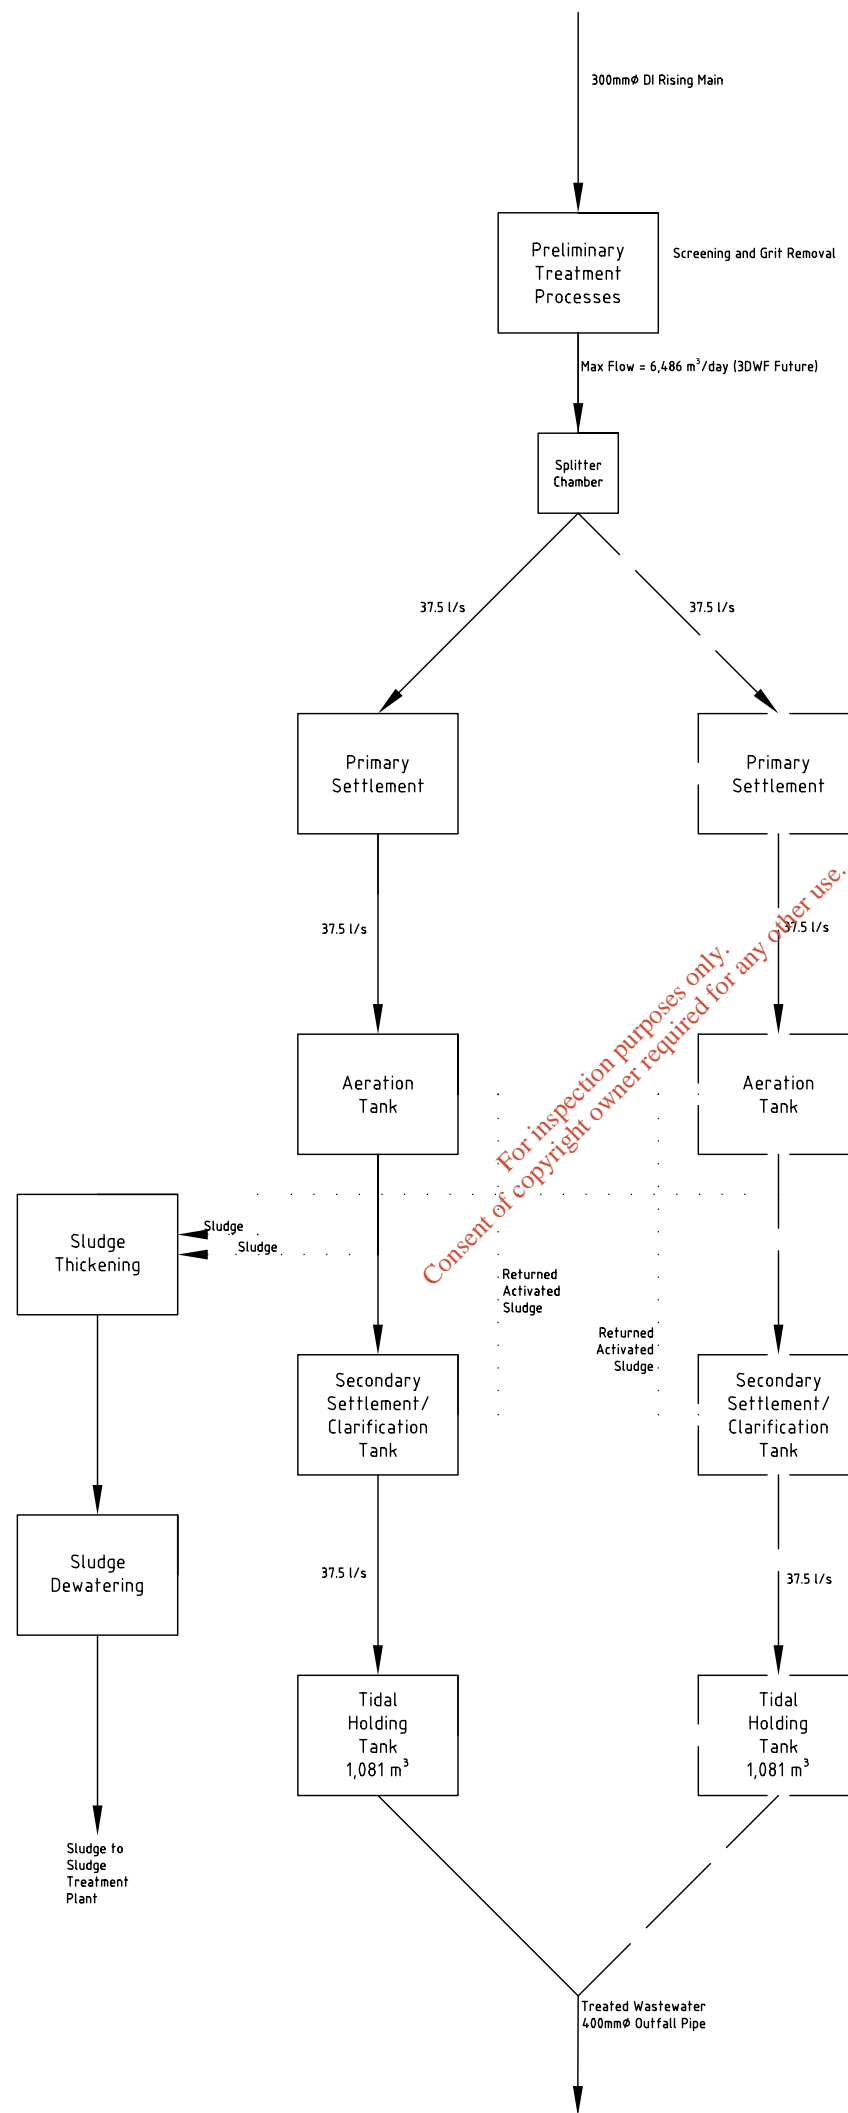 300mmø DI Rising Main
Preliminary
Treatment
Processes
Screening and Grit Removal
Max Flow = 6,486 m³/day (3DWF Future)
Splitter
Chamber
37.5 l/s
37.5 l/s
Primary
Settlement
Primary
Settlement
37.5 l/s
37.5 l/s
For inspection purposes only.
Consent of copyright owner required for any other use.
Aeration
Tank
Aeration
Tank
Sludge
Thickening
Sludge
Sludge
Returned
Activated
Sludge
Returned
Activated
Sludge
Secondary
Settlement/
Clarification
Tank
Secondary
Settlement/
Clarification
Tank
Sludge
Dewatering
37.5 l/s
37.5 l/s
Tidal
Holding
Tank
1,081 m³
Tidal
Holding
Tank
1,081 m³
Sludge to
Sludge
Treatment
Plant
Treated Wastewater
400mmø Outfall Pipe